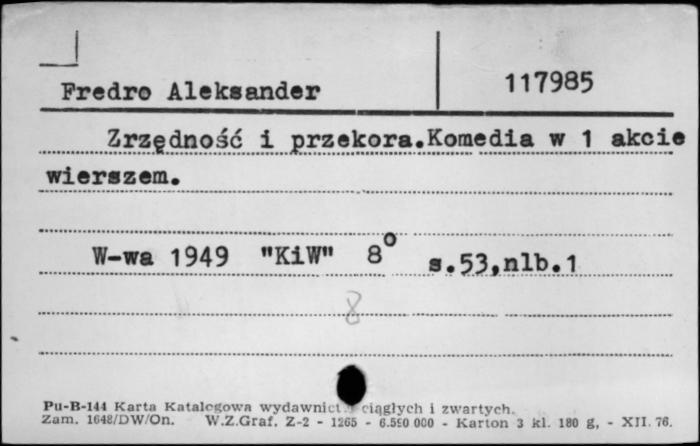 Fredro Aleksander
117985
Zrzędność i przekora.Komedia w 1 akcie
wierszem.
W-wa 1949 "KiW" 8° s.53,nlb.1
8
Pu-B-144 Karta Katalogowa wydawnict ciągłych i zwartych.
Zam. 1648/DW/On. W.Z.Graf. Z-2 - 1265 - 6.550 000 - Karton 3 kl. 180 g, - XII. 76.